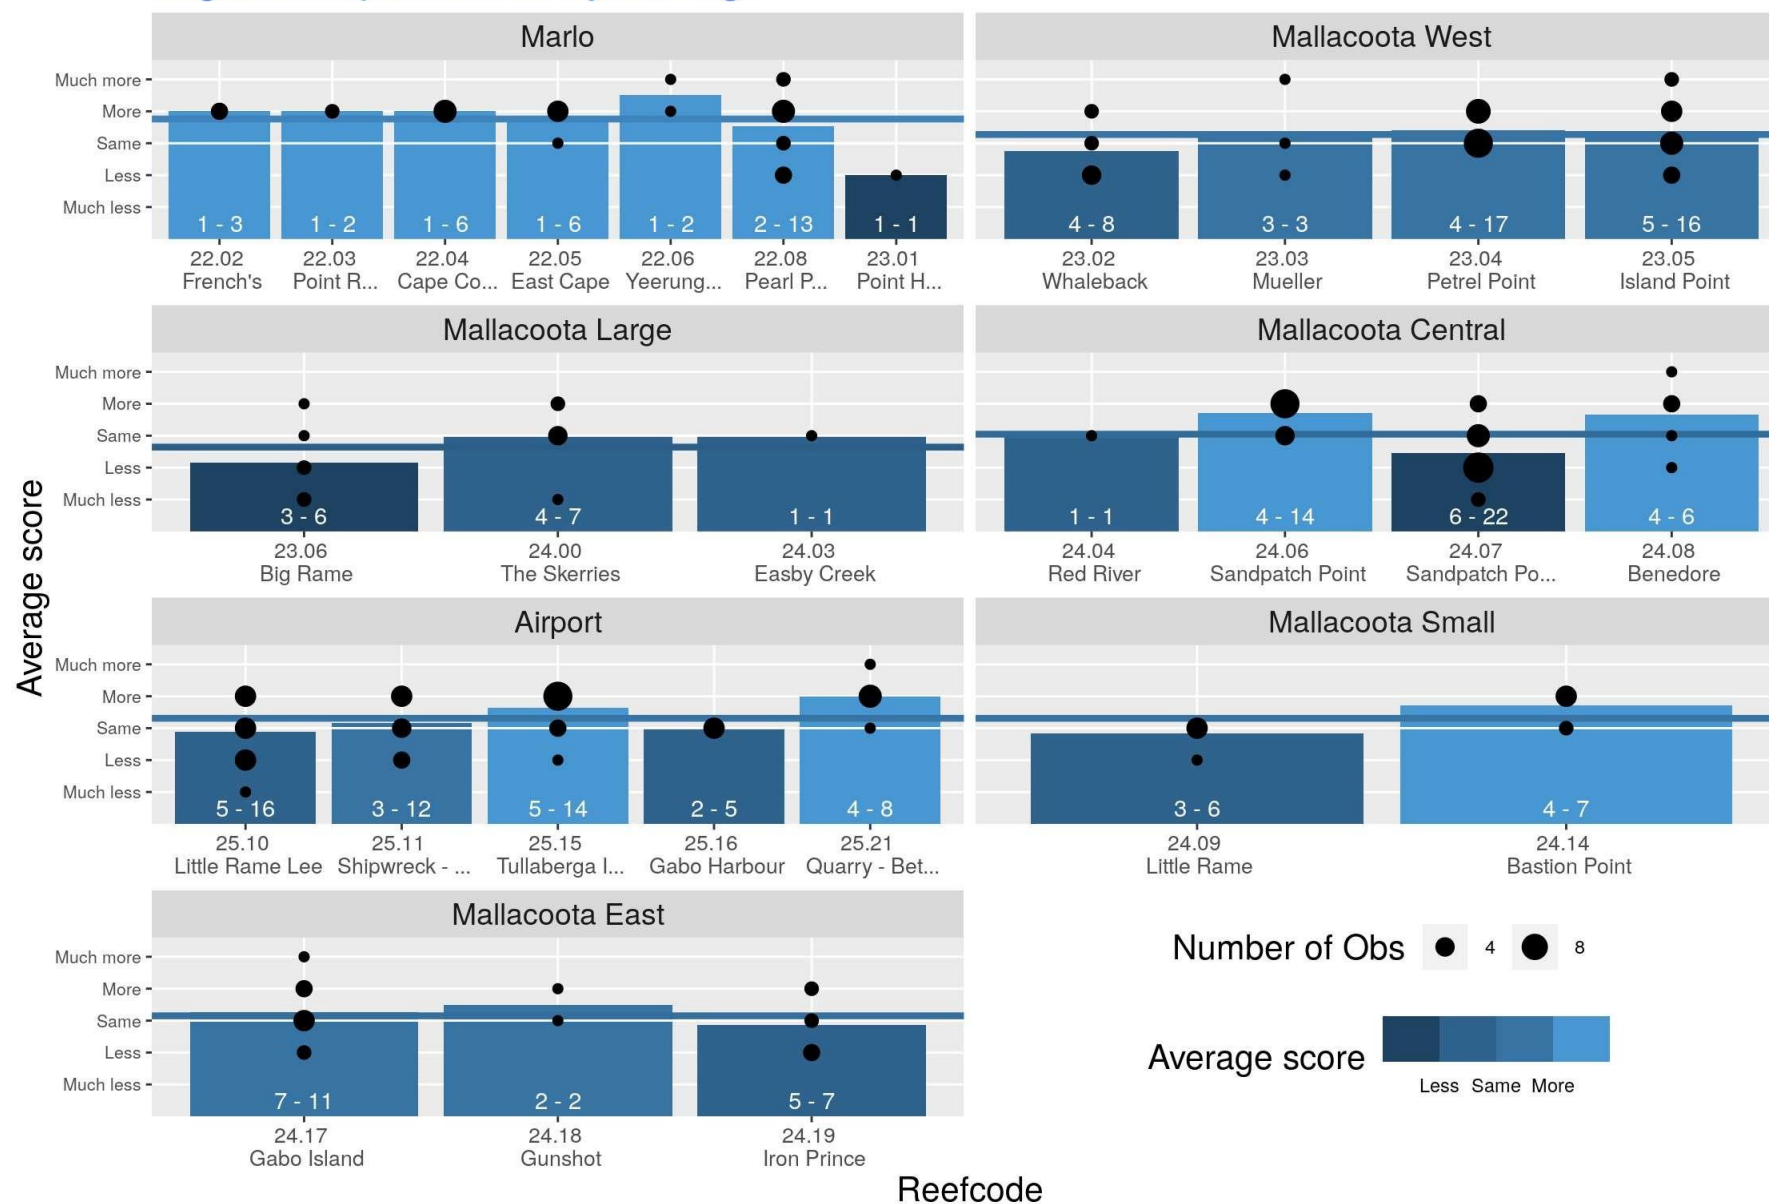 Marlo
Mallacoota West
Much more
More
Same
Less
Much less
1 - 3
1 - 2
1 - 6
1 - 6
1 - 2
2 - 13
1 - 1
4 - 8
3 - 3
4 - 17
5 - 16
22.02
22.03
22.04
22.05
22.06
22.08
23.01
23.02
23.03
23.04
23.05
French's
Point R...
Cape Co...
East Cape
Yeerung...
Pearl P...
Point H...
Whaleback
Mueller
Petrel Point
Island Point
Mallacoota Large
Mallacoota Central
Much more
More
Same
Less
Much less
3 - 6
4 - 7
1 - 1
1 - 1
4 - 14
6 - 22
4 - 6
23.06
24.00
24.03
24.04
24.06
24.07
24.08
Big Rame
The Skerries
Easby Creek
Red River
Sandpatch Point
Sandpatch Po...
Benedore
Average score
Airport
Mallacoota Small
Much more
More
Same
Less
Much less
5 - 16
3 - 12
5 - 14
2 - 5
4 - 8
3 - 6
4 - 7
25.10
25.11
25.15
25.16
25.21
24.09
24.14
Little Rame Lee
Shipwreck - ...
Tullaberga I...
Gabo Harbour
Quarry - Bet...
Little Rame
Bastion Point
Mallacoota East
Much more
More
Same
Less
Much less
7 - 11
2 - 2
5 - 7
24.17
24.18
24.19
Gabo Island
Gunshot
Iron Prince
Number of Obs 4 8
Average score
Less Same More
Reefcode